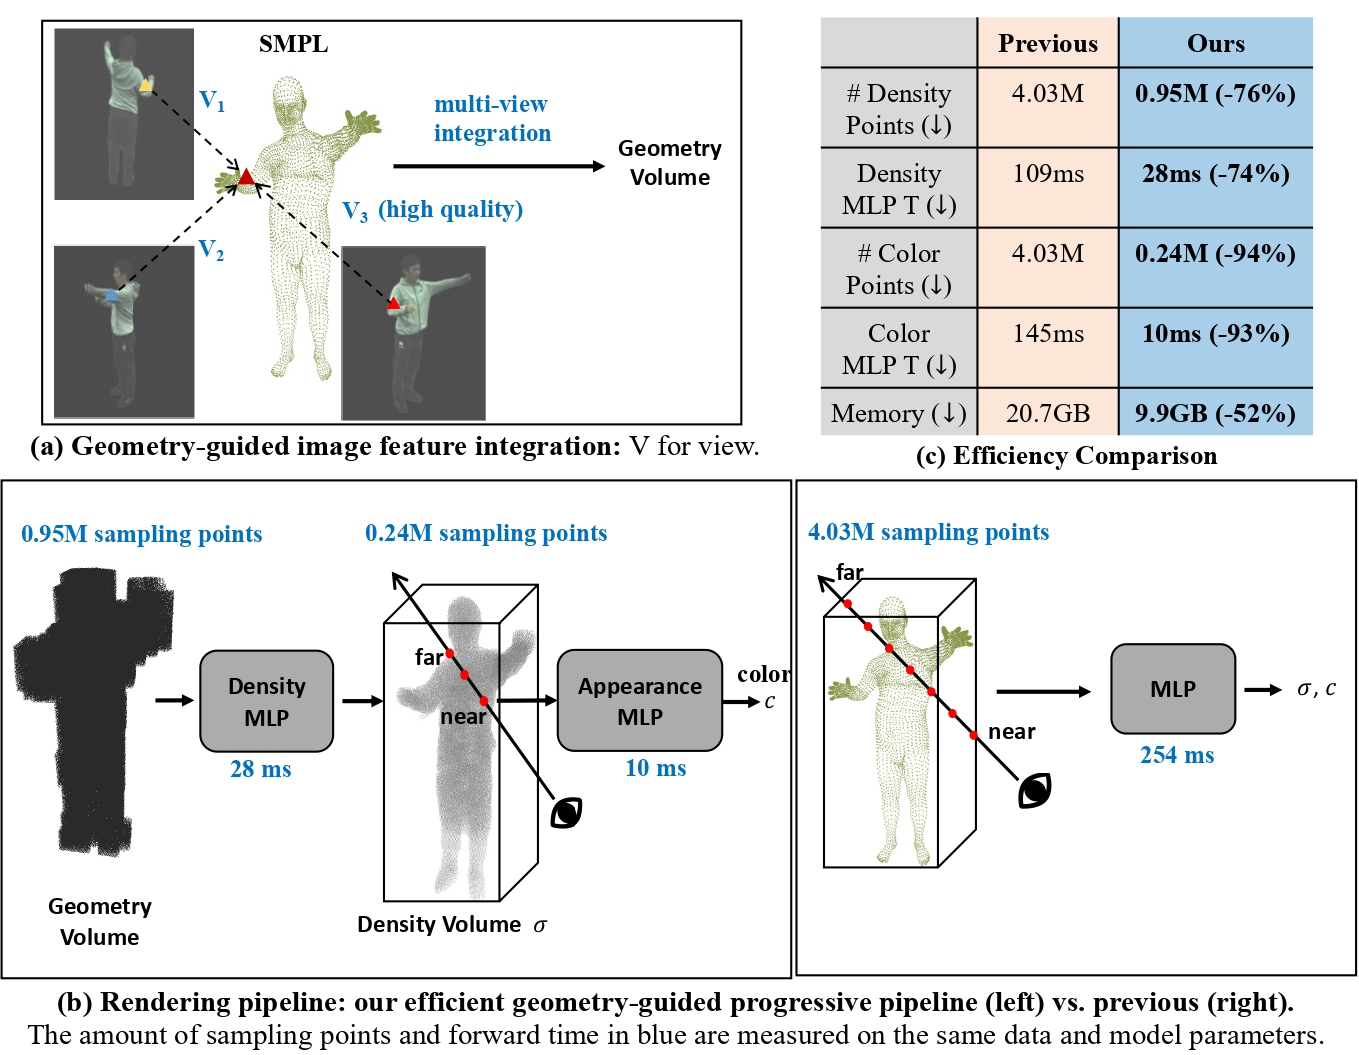 SMPL
V1
multi-view
integration
Geometry
Volume
V3 (high quality)
V2
(a) Geometry-guided image feature integration: V for view.
Previous Ours
# Density Points (↓) 4.03M 0.95M (-76%)
Density MLP T (↓) 109ms 28ms (-74%)
# Color Points (↓) 4.03M 0.24M (-94%)
Color MLP T (↓) 145ms 10ms (-93%)
Memory (↓) 20.7GB 9.9GB (-52%)
(c) Efficiency Comparison
0.95M sampling points
0.24M sampling points
far
near
Density
MLP
28 ms
Appearance
MLP
10 ms
color
c
Geometry
Volume
Density Volume σ
4.03M sampling points
far
near
MLP
254 ms
σ, c
(b) Rendering pipeline: our efficient geometry-guided progressive pipeline (left) vs. previous (right).
The amount of sampling points and forward time in blue are measured on the same data and model parameters.